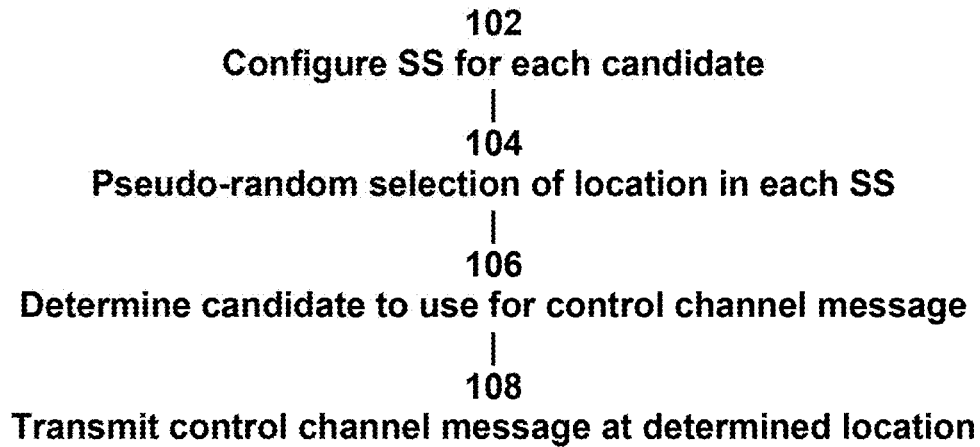 102
Configure SS for each candidate
104
Pseudo-random selection of location in each SS
106
Determine candidate to use for control channel message
108
Transmit control channel message at determined location